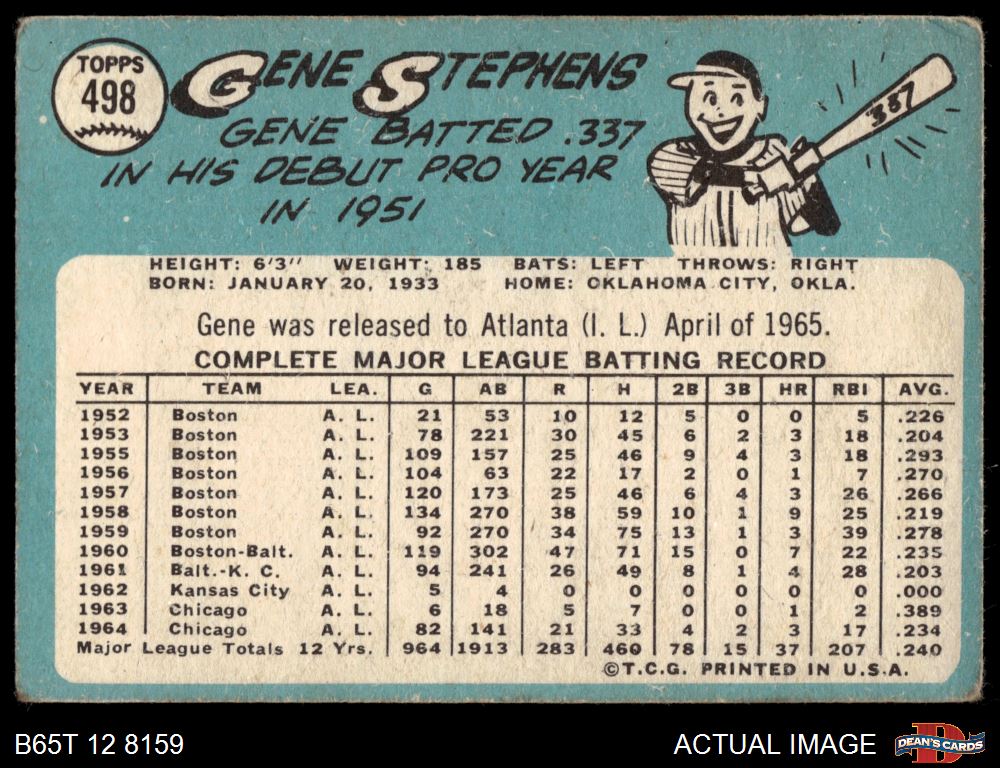 TOPPS
498
GENE STEPHENS
GENE BATTED .337
IN HIS DEBUT PRO YEAR
IN 1951
337
HEIGHT: 6'3" WEIGHT: 185 BATS: LEFT THROWS: RIGHT
BORN: JANUARY 20, 1933 HOME: OKLAHOMA CITY, OKLA.
Gene was released to Atlanta (I. L.) April of 1965.
COMPLETE MAJOR LEAGUE BATTING RECORD
YEAR TEAM LEA. G AB R H 2B 3B HR RBI AVG.
1952 Boston A. L. 21 53 10 12 5 0 0 5 .226
1953 Boston A. L. 78 221 30 45 6 2 3 18 .204
1955 Boston A. L. 109 157 25 46 9 4 3 18 .293
1956 Boston A. L. 104 63 22 17 2 0 1 7 .270
1957 Boston A. L. 120 173 25 46 6 4 3 26 .266
1958 Boston A. L. 134 270 38 59 10 1 9 25 .219
1959 Boston A. L. 92 270 34 75 13 1 3 39 .278
1960 Boston-Balt. A. L. 119 302 47 71 15 0 7 22 .235
1961 Balt.-K. C. A. L. 94 241 26 49 8 1 4 28 .203
1962 Kansas City A. L. 5 4 0 0 0 0 0 0 .000
1963 Chicago A. L. 6 18 5 7 0 0 1 2 .389
1964 Chicago A. L. 82 141 21 33 4 2 3 17 .234
Major League Totals 12 Yrs. 964 1913 283 460 78 15 37 207 .240
©T.C.G. PRINTED IN U.S.A.
B65T 12 8159
ACTUAL IMAGE
D
DEAN'S CARDS